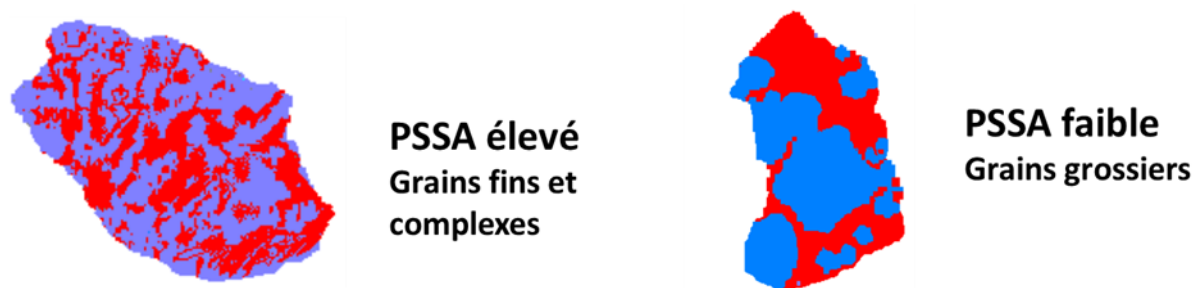 PSSA élevé
Grains fins et
complexes
PSSA faible
Grains grossiers